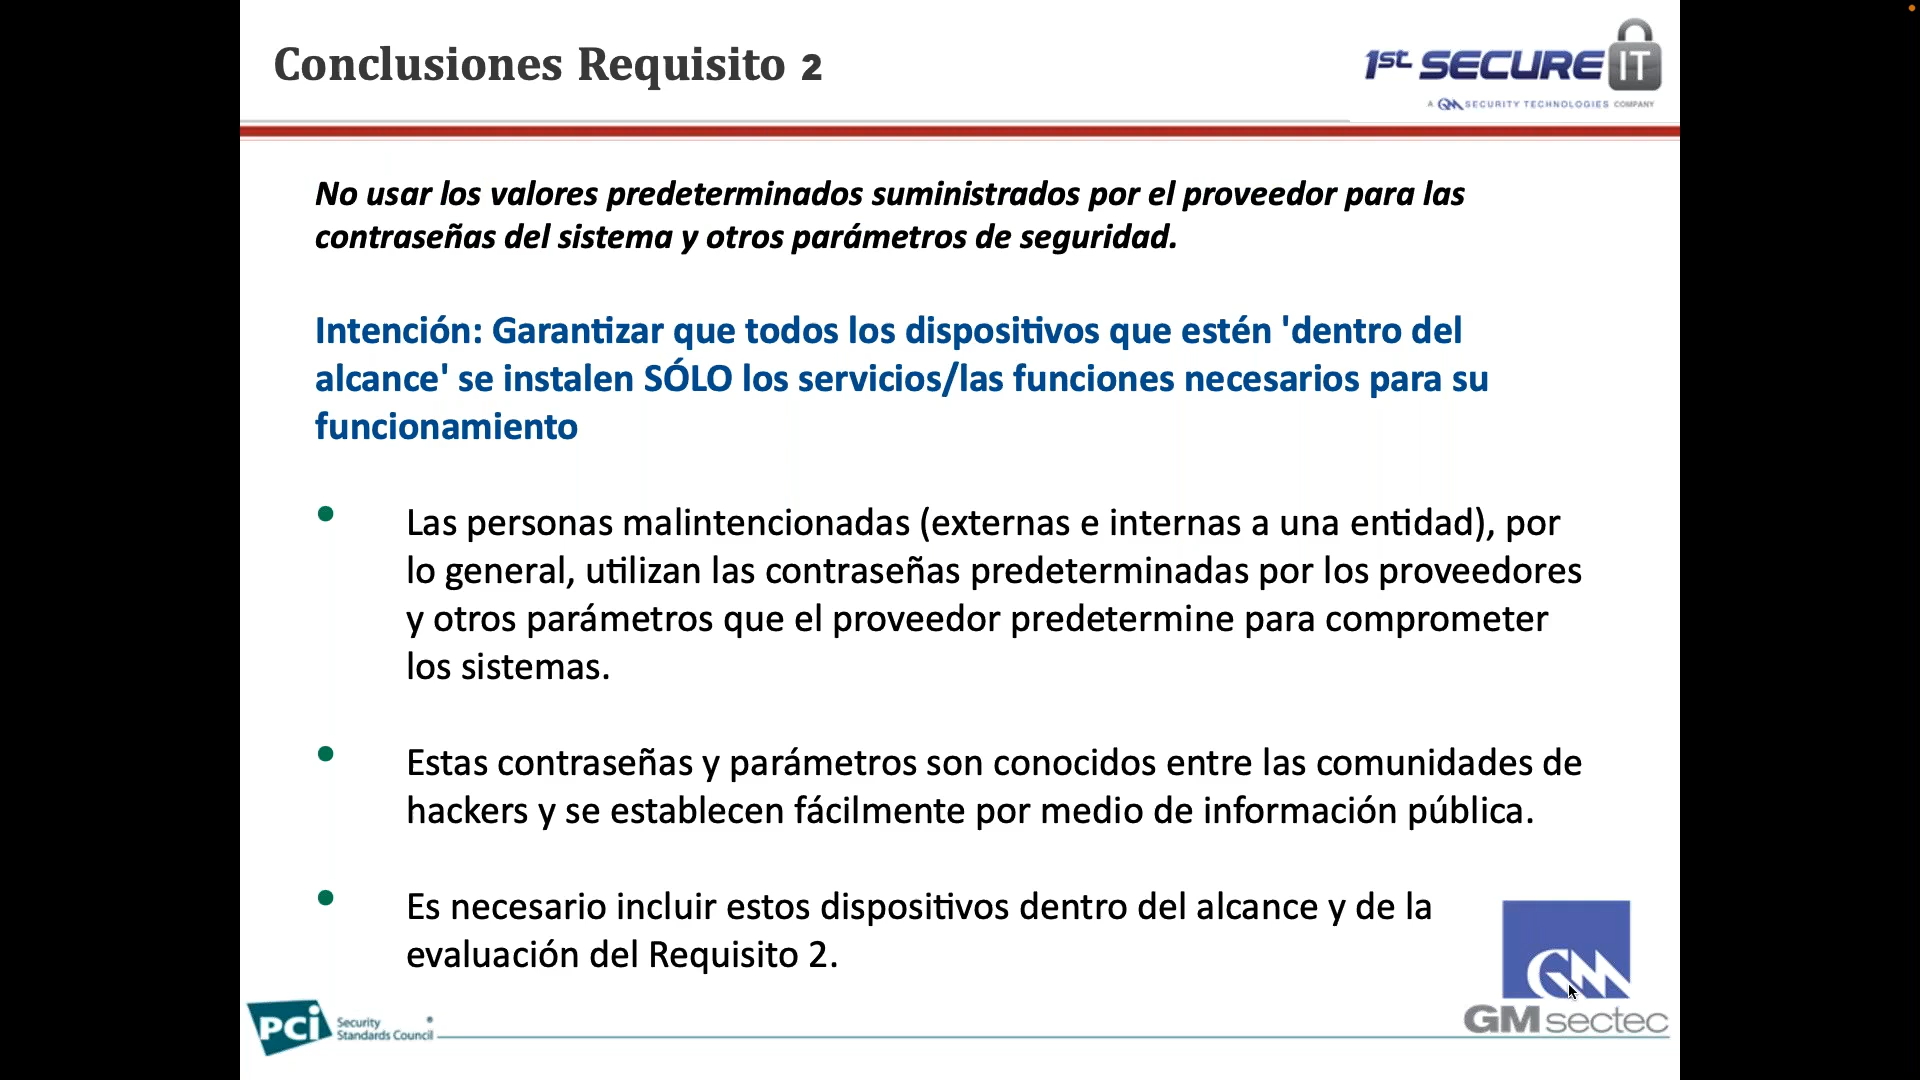 Conclusiones Requisito 2
1st SECURE IT
A GM SECURITY TECHNOLOGIES COMPANY
No usar los valores predeterminados suministrados por el proveedor para las
contraseñas del sistema y otros parámetros de seguridad.
Intención: Garantizar que todos los dispositivos que estén 'dentro del
alcance' se instalen SÓLO los servicios/las funciones necesarios para su
funcionamiento
• Las personas malintencionadas (externas e internas a una entidad), por
lo general, utilizan las contraseñas predeterminadas por los proveedores
y otros parámetros que el proveedor predetermine para comprometer
los sistemas.
• Estas contraseñas y parámetros son conocidos entre las comunidades de
hackers y se establecen fácilmente por medio de información pública.
• Es necesario incluir estos dispositivos dentro del alcance y de la
evaluación del Requisito 2.
PCi Security
Standards Council
GM
GM sectec